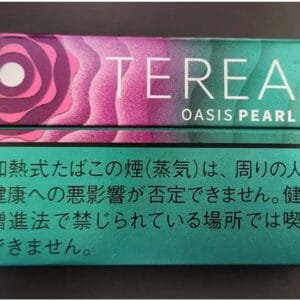 TEREA
OASIS PEARL
加熱式たばこの煙(蒸気)は、周りの人
健康への悪影響が否定できません。健
増進法で禁じられている場所では喫
できません。